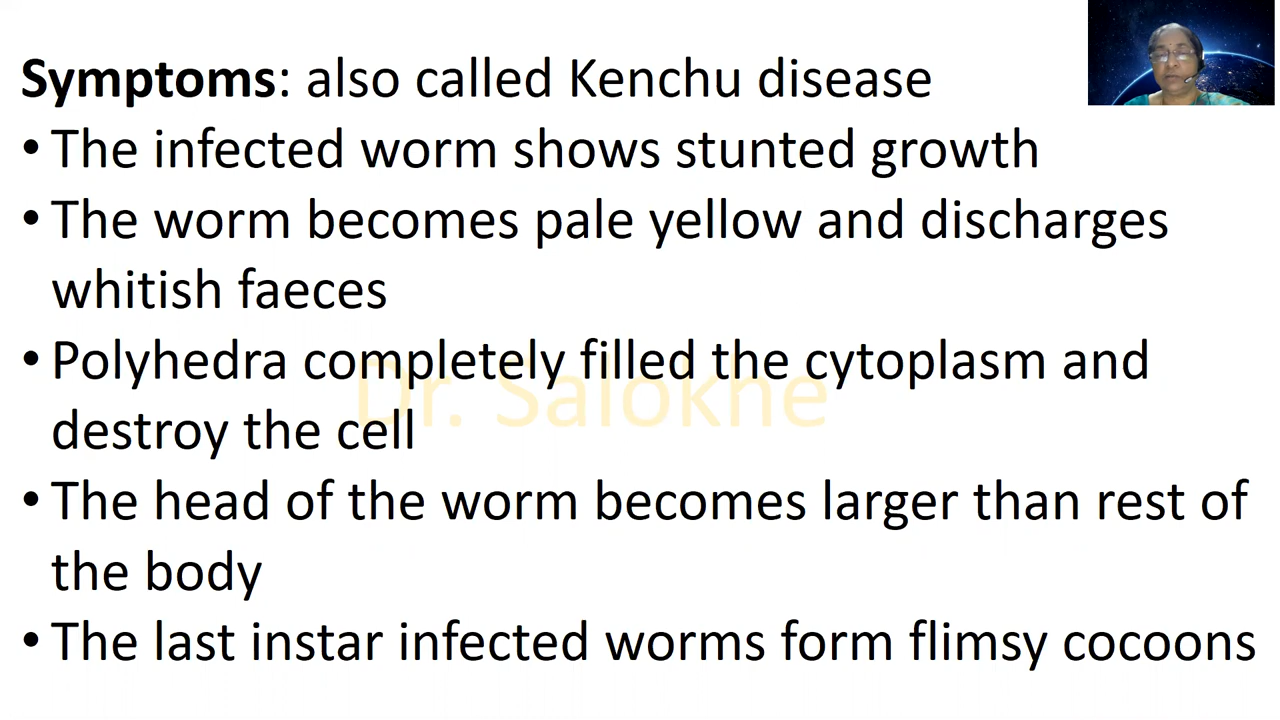 Symptoms: also called Kenchu disease
• The infected worm shows stunted growth
• The worm becomes pale yellow and discharges
whitish faeces
• Polyhedra completely filled the cytoplasm and
destroy the cell
Dr. Salokhe
• The head of the worm becomes larger than rest of
the body
• The last instar infected worms form flimsy cocoons